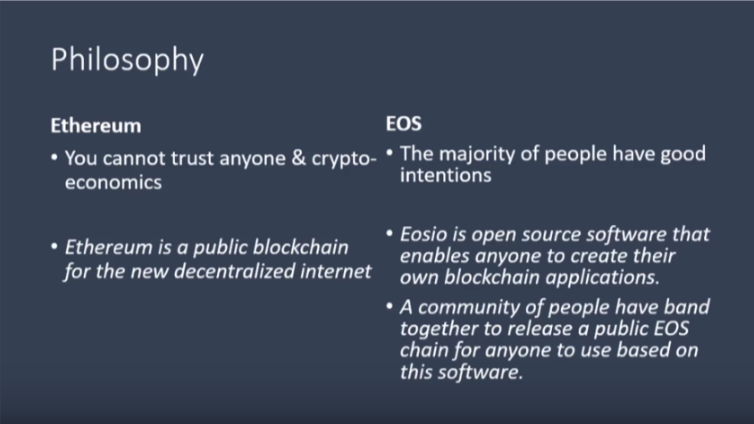 Philosophy
Ethereum
• You cannot trust anyone & crypto-
economics
• Ethereum is a public blockchain
for the new decentralized internet
EOS
• The majority of people have good
intentions
• Eosio is open source software that
enables anyone to create their
own blockchain applications.
• A community of people have band
together to release a public EOS
chain for anyone to use based on
this software.